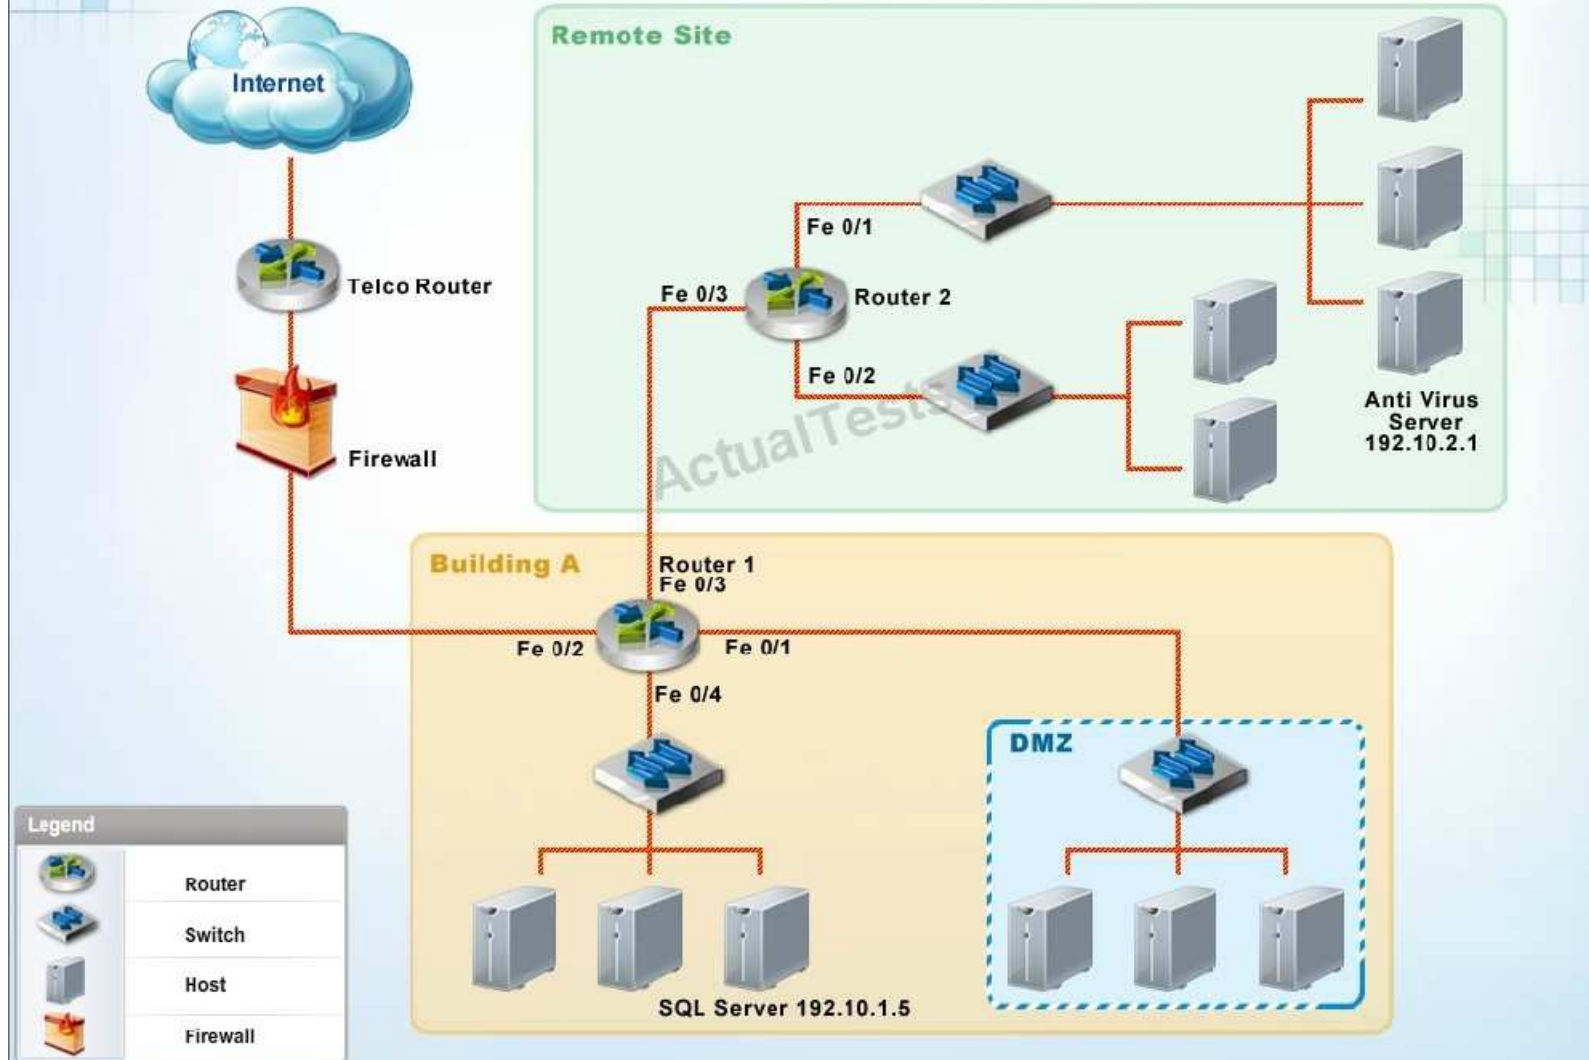 Remote Site
Internet
Fe 0/1
Telco Router
Fe 0/3
Router 2
Fe 0/2
Anti Virus
Server
192.10.2.1
Firewall
ActualTests
Building A
Router 1
Fe 0/3
Fe 0/2
Fe 0/1
Fe 0/4
DMZ
SQL Server 192.10.1.5
Legend
Router
Switch
Host
Firewall